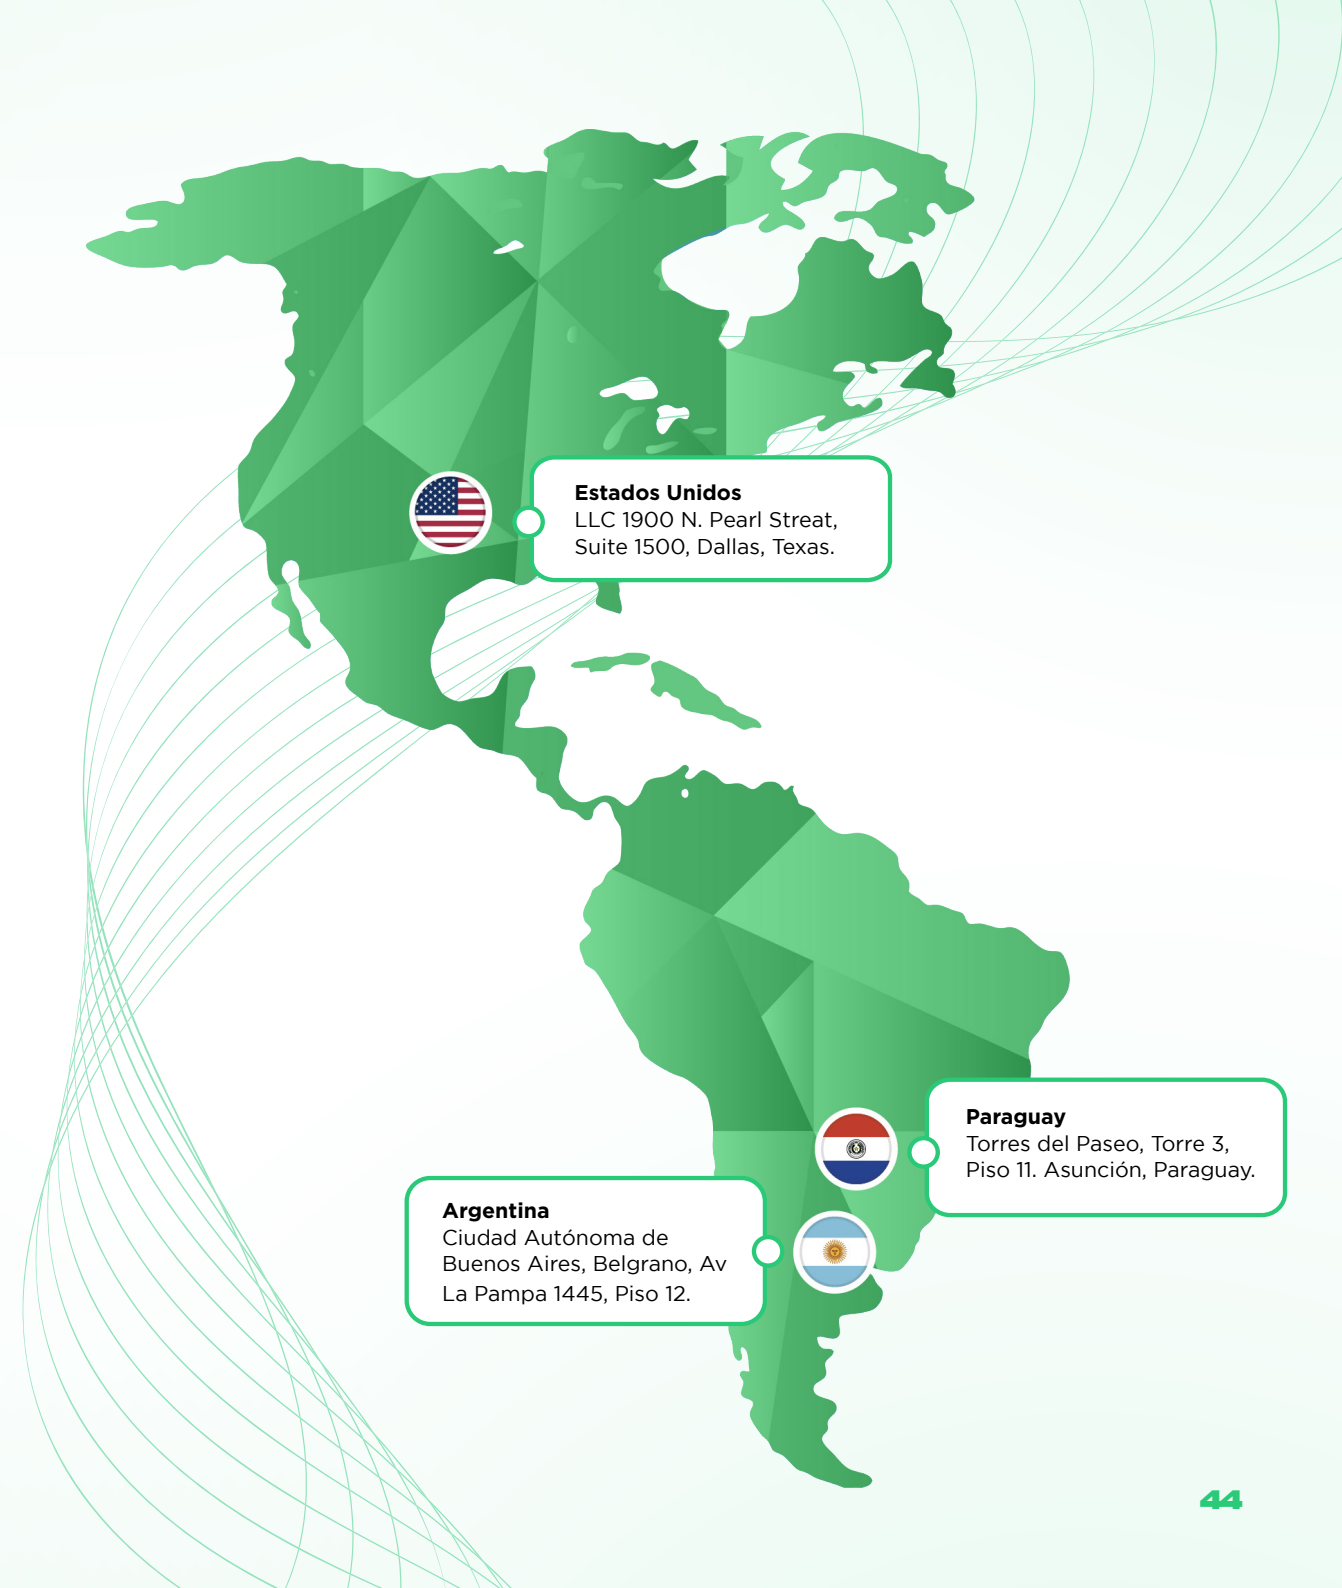 Estados Unidos
LLC 1900 N. Pearl Streat,
Suite 1500, Dallas, Texas.
Paraguay
Torres del Paseo, Torre 3,
Piso 11. Asunción, Paraguay.
Argentina
Ciudad Autónoma de
Buenos Aires, Belgrano, Av
La Pampa 1445, Piso 12.
44